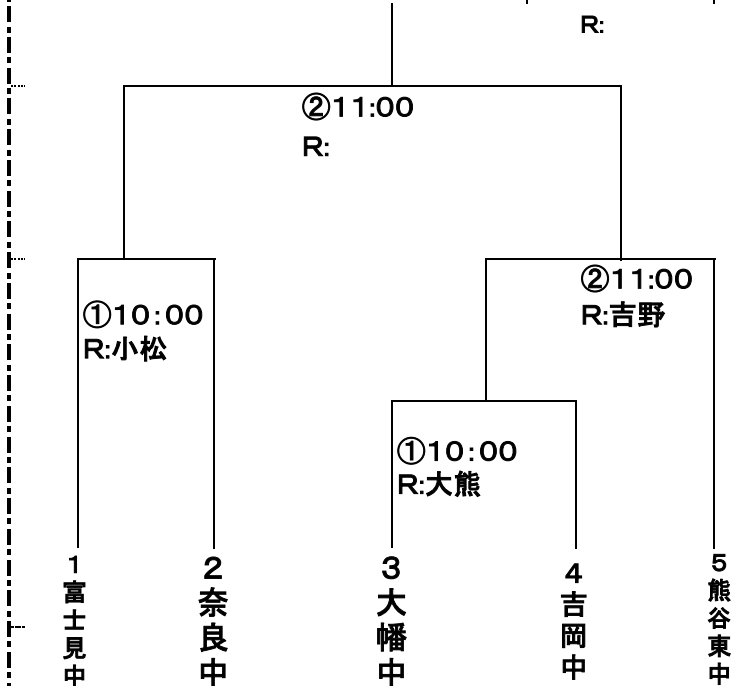 R:
②11:00
R:
②11:00
R:吉野
①10:00
R:小松
①10:00
R:大熊
1
富士見中
2
奈良中
3
大幡中
4
吉岡中
5
熊谷東中